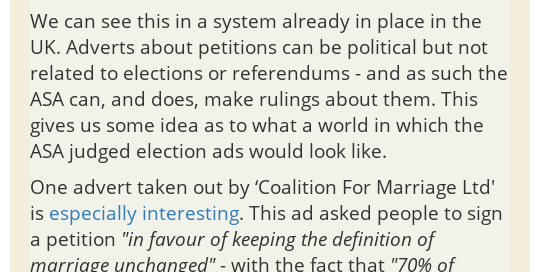 We can see this in a system already in place in the
UK. Adverts about petitions can be political but not
related to elections or referendums - and as such the
ASA can, and does, make rulings about them. This
gives us some idea as to what a world in which the
ASA judged election ads would look like.
One advert taken out by ‘Coalition For Marriage Ltd'
is especially interesting. This ad asked people to sign
a petition "in favour of keeping the definition of
marriage unchanged" - with the fact that "70% of